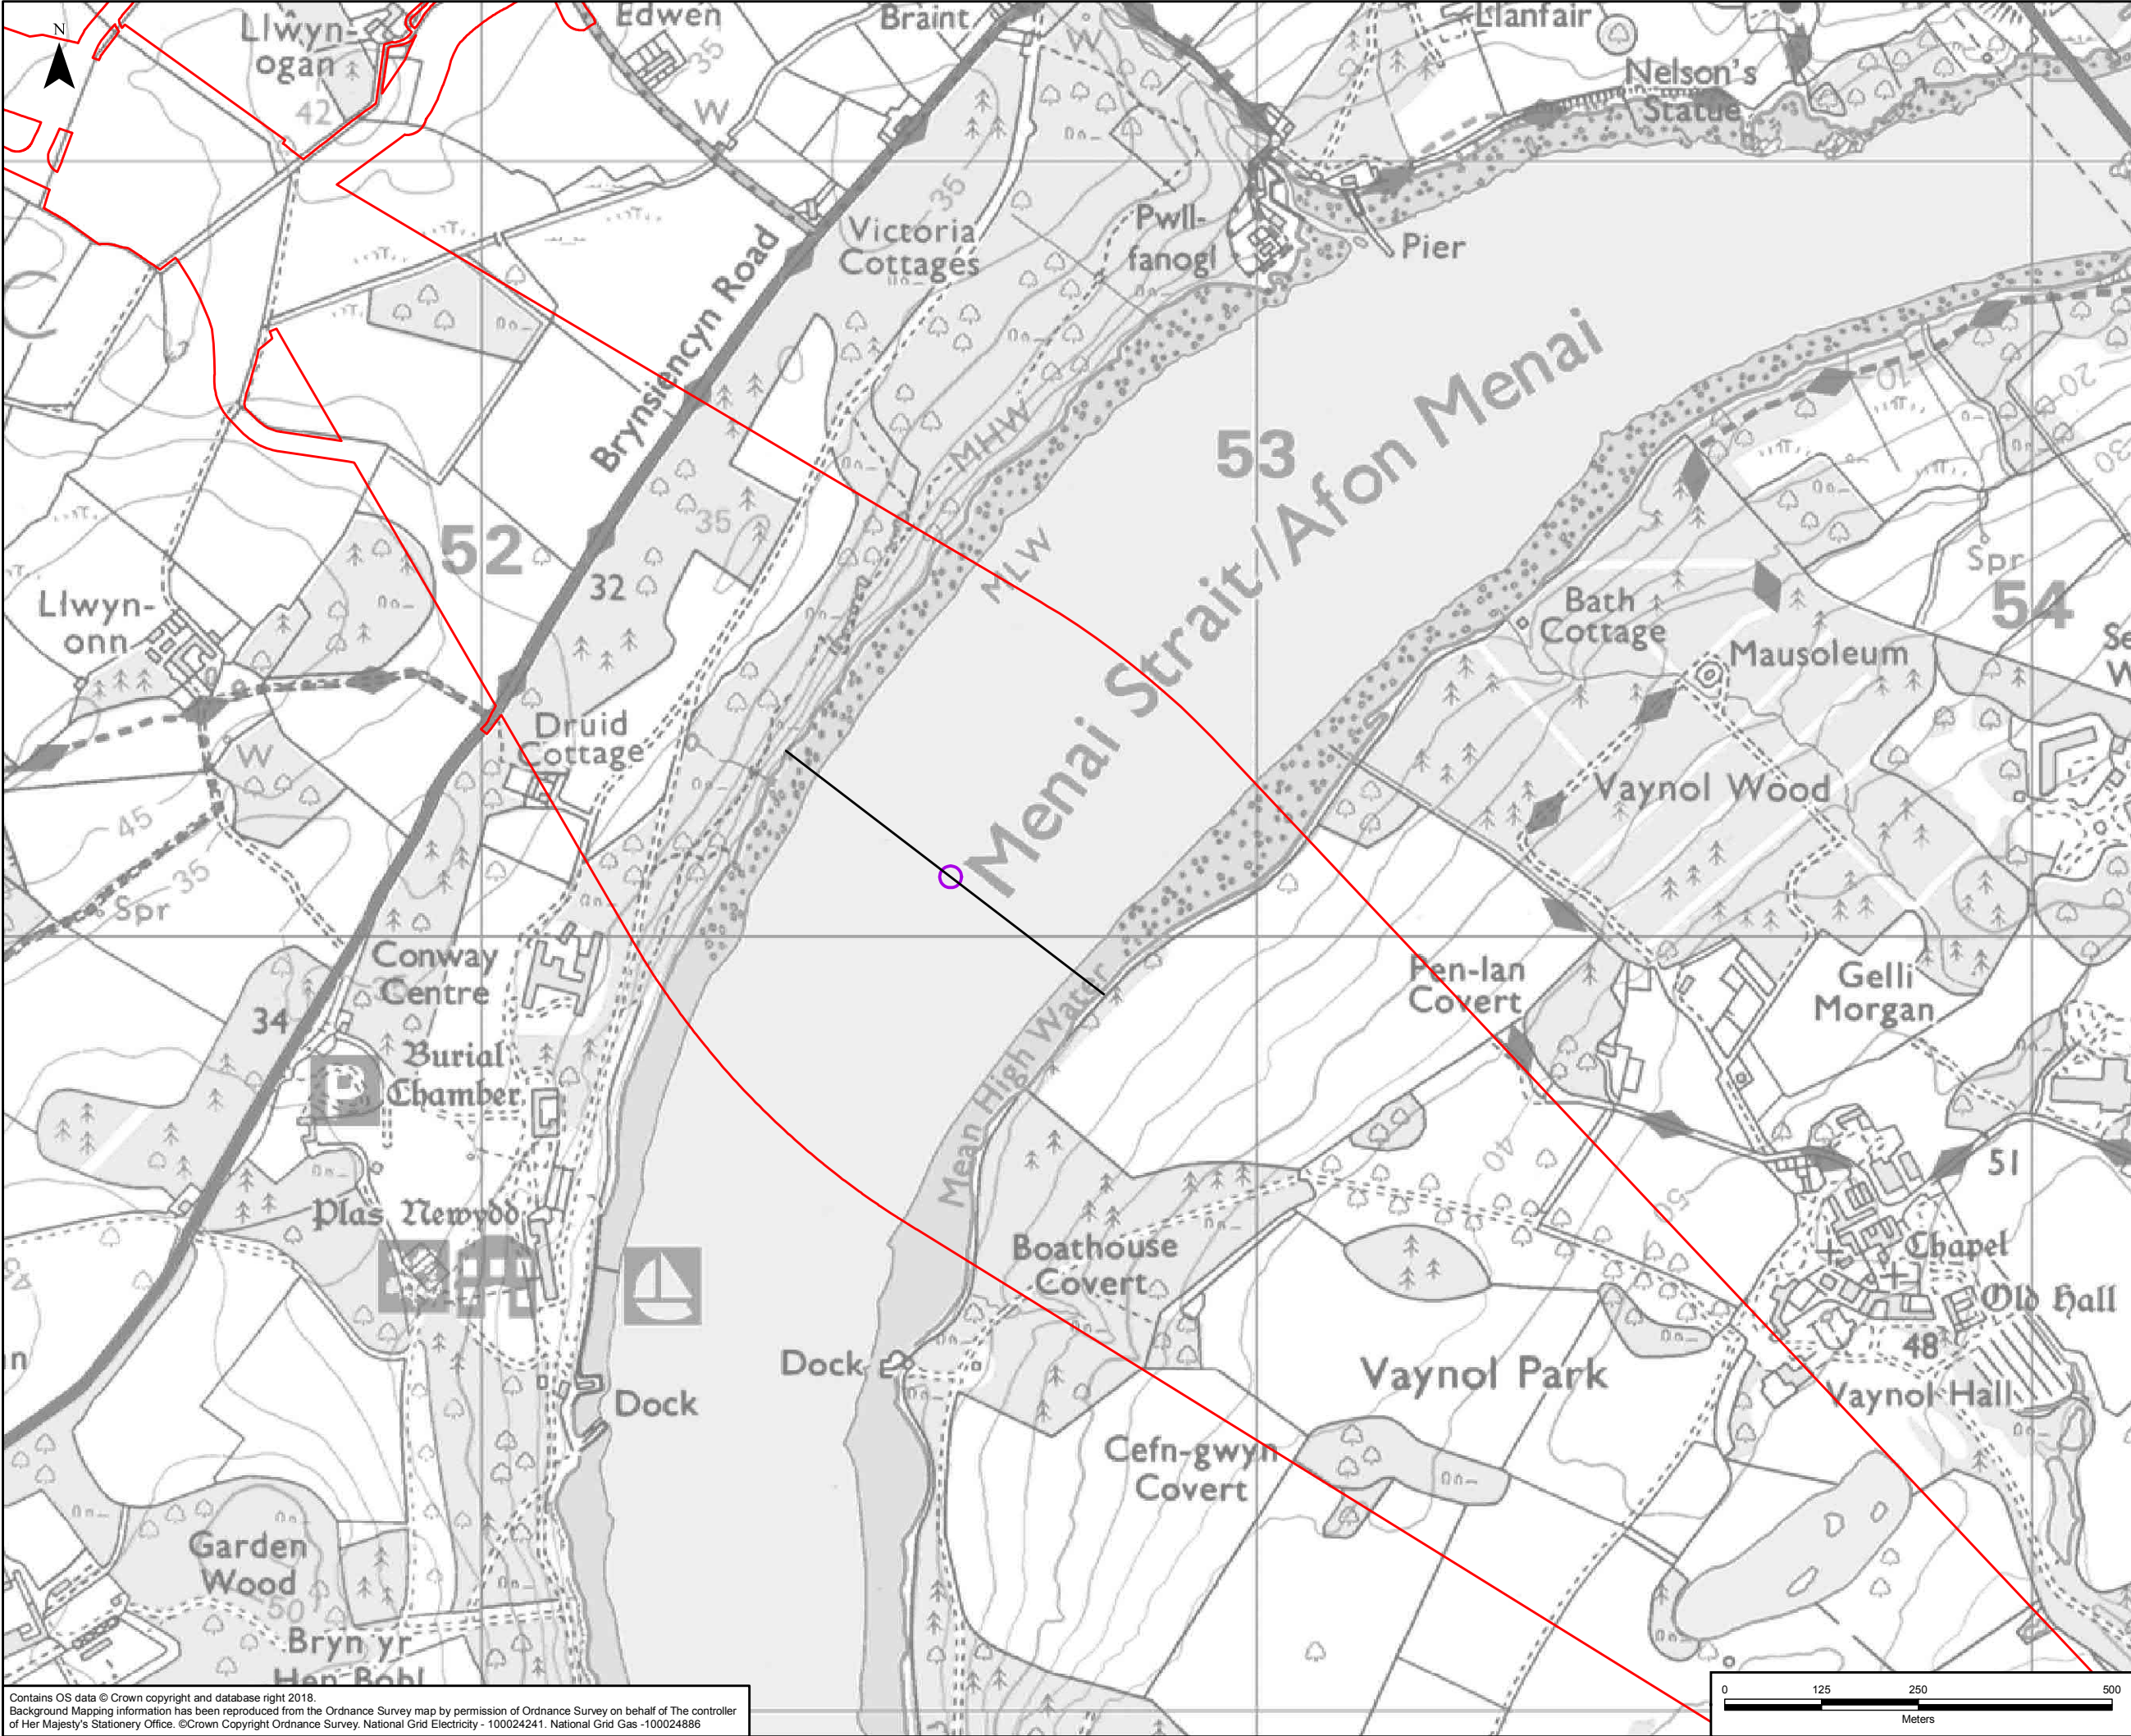 N
Llwyn-
ogan
42
Edwen
35
Braint
W
Llanfair
Nelson's
Statue
W
C
Victoria
Cottages
35
Pwll-
fanogl
Pier
Brynsiencyn Road
MHW
MLW
53
Menai Strait/Afon Menai
10
20
30
52
35
32
Llwyn-
onn
Bath
Cottage
Mausoleum
Spr
54
Se
W
Druid
Cottage
W
45
35
Spr
Vaynol Wood
Conway
Centre
34
Burial
Chamber
P
Pen-lan
Covert
Gelli
Morgan
Mean High Water
40
50
51
Plas Newydd
Boathouse
Covert
Chapel
Old Hall
48
Vaynol Hall
Dock
Dock
Vaynol Park
Cefn-gwyn
Covert
Garden
Wood
50
Bryn yr
Hen Bobl
Contains OS data © Crown copyright and database right 2018.
Background Mapping information has been reproduced from the Ordnance Survey map by permission of Ordnance Survey on behalf of The controller
of Her Majesty's Stationery Office. ©Crown Copyright Ordnance Survey. National Grid Electricity - 100024241. National Grid Gas -100024886
0 125 250 500
Meters